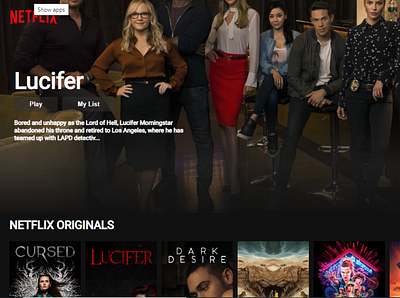 Show apps
NETFLIX
Lucifer
Play My List
Bored and unhappy as the Lord of Hell, Lucifer Morningstar
abandoned his throne and retired to Los Angeles, where he has
teamed up with LAPD detectiv...
NETFLIX ORIGINALS
CURSED
LUCIFER
DARK
DESIRE